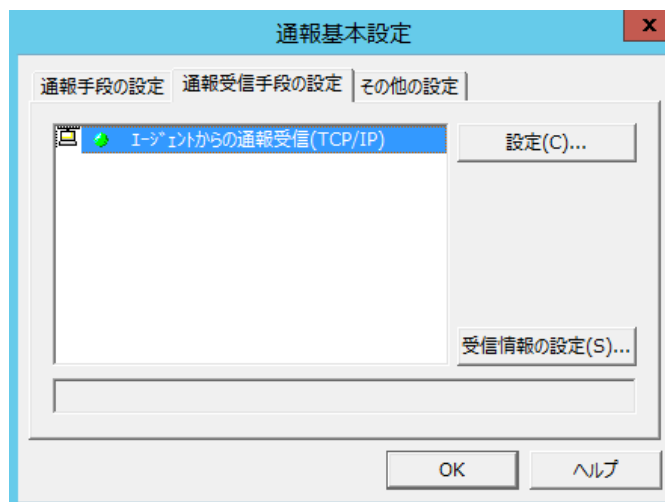 通報基本設定
x
通報手段の設定 通報受信手段の設定 その他の設定
ｴｰｼﾞｪﾝﾄからの通報受信(TCP/IP)
設定(C)...
受信情報の設定(S)...
OK ヘルプ